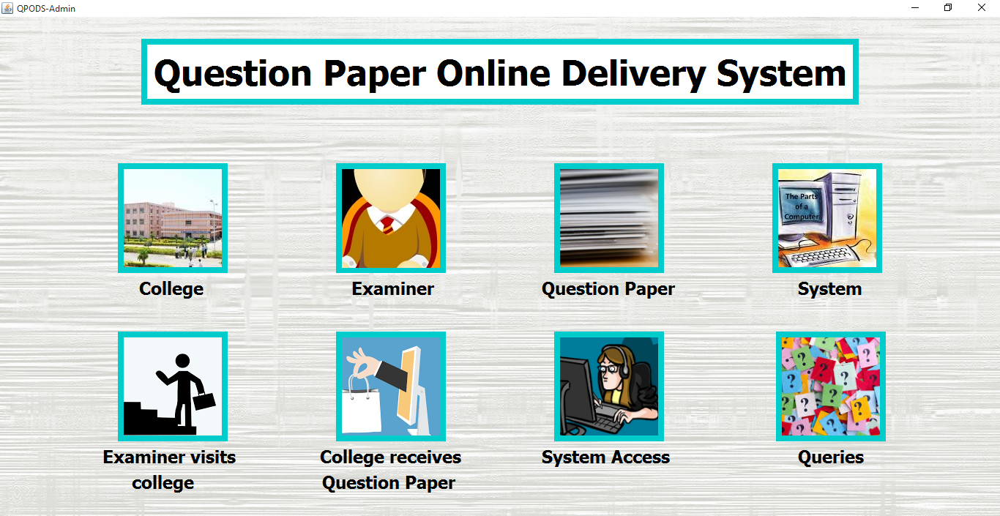 QPODS-Admin
Question Paper Online Delivery System
The Parts
of a
Computer
College
Examiner
Question Paper
System
? ? ? ? ? ? ? ? ? ?
Examiner visits
college
College receives
Question Paper
System Access
Queries